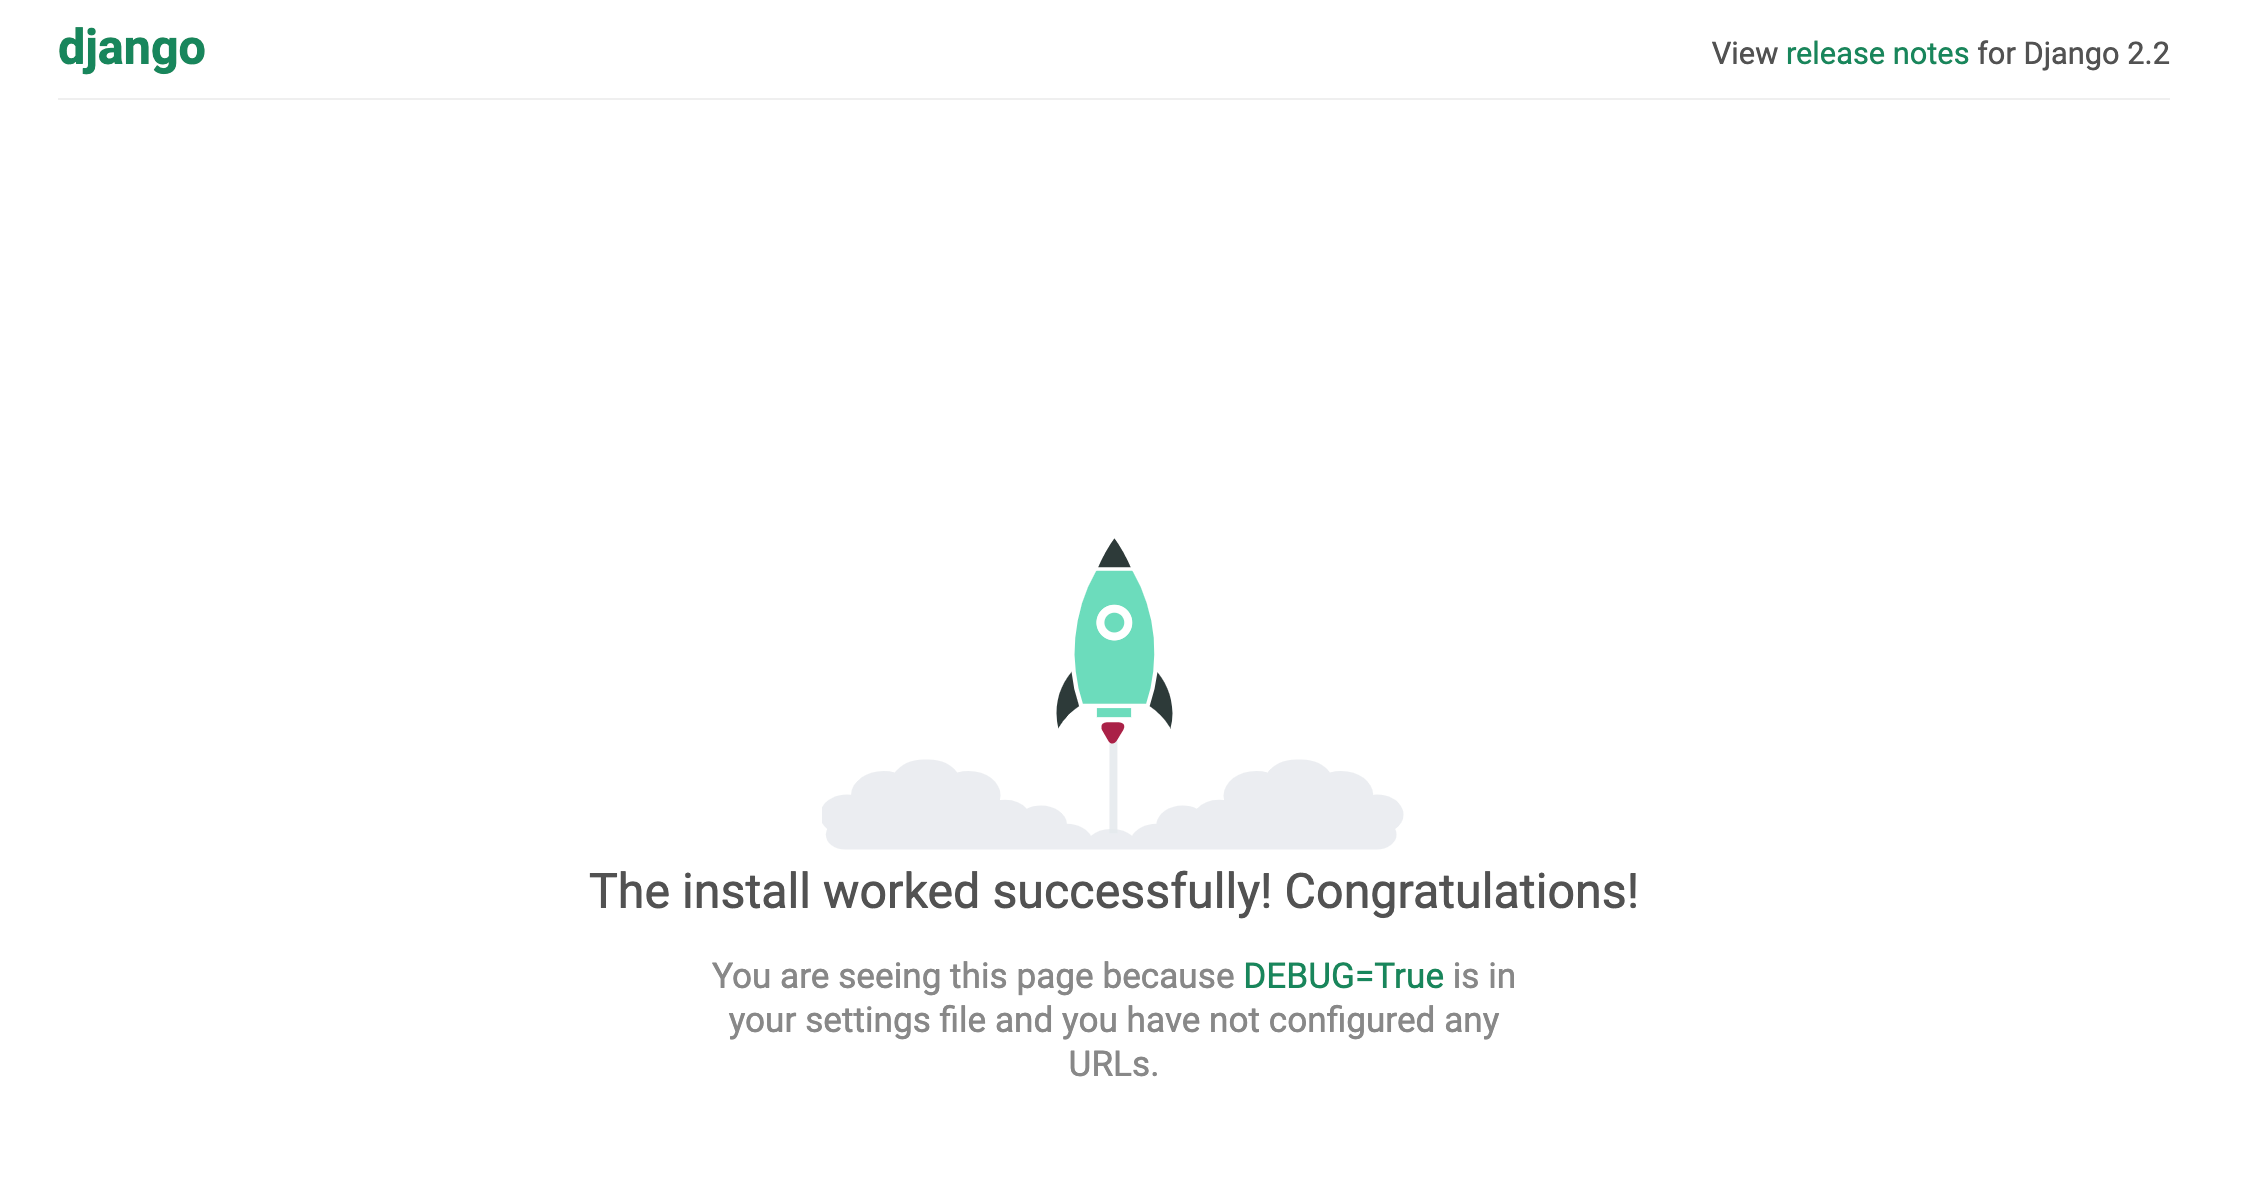 django
View release notes for Django 2.2
The install worked successfully! Congratulations!
You are seeing this page because DEBUG=True is in
your settings file and you have not configured any
URLs.